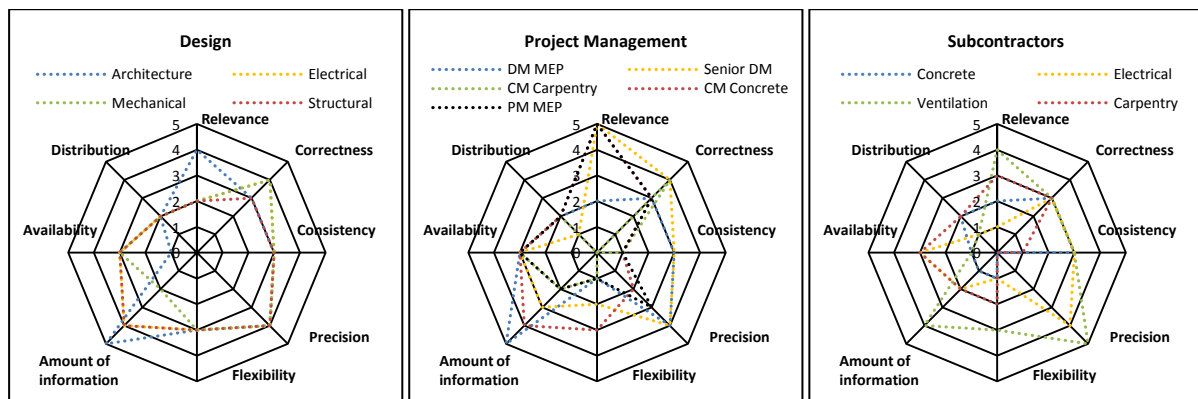 Design
Architecture
Electrical
Mechanical
Structural
Relevance
5
Distribution
4
Correctness
3
2
Availability
1
Consistency
0
Precision
Amount of
information
Flexibility
Project Management
DM MEP
Senior DM
CM Carpentry
CM Concrete
PM MEP
Relevance
5
Distribution
4
Correctness
3
2
Availability
1
Consistency
0
Precision
Amount of
information
Flexibility
Subcontractors
Concrete
Electrical
Ventilation
Carpentry
Relevance
5
Distribution
4
Correctness
3
2
Availability
1
Consistency
0
Precision
Amount of
information
Flexibility